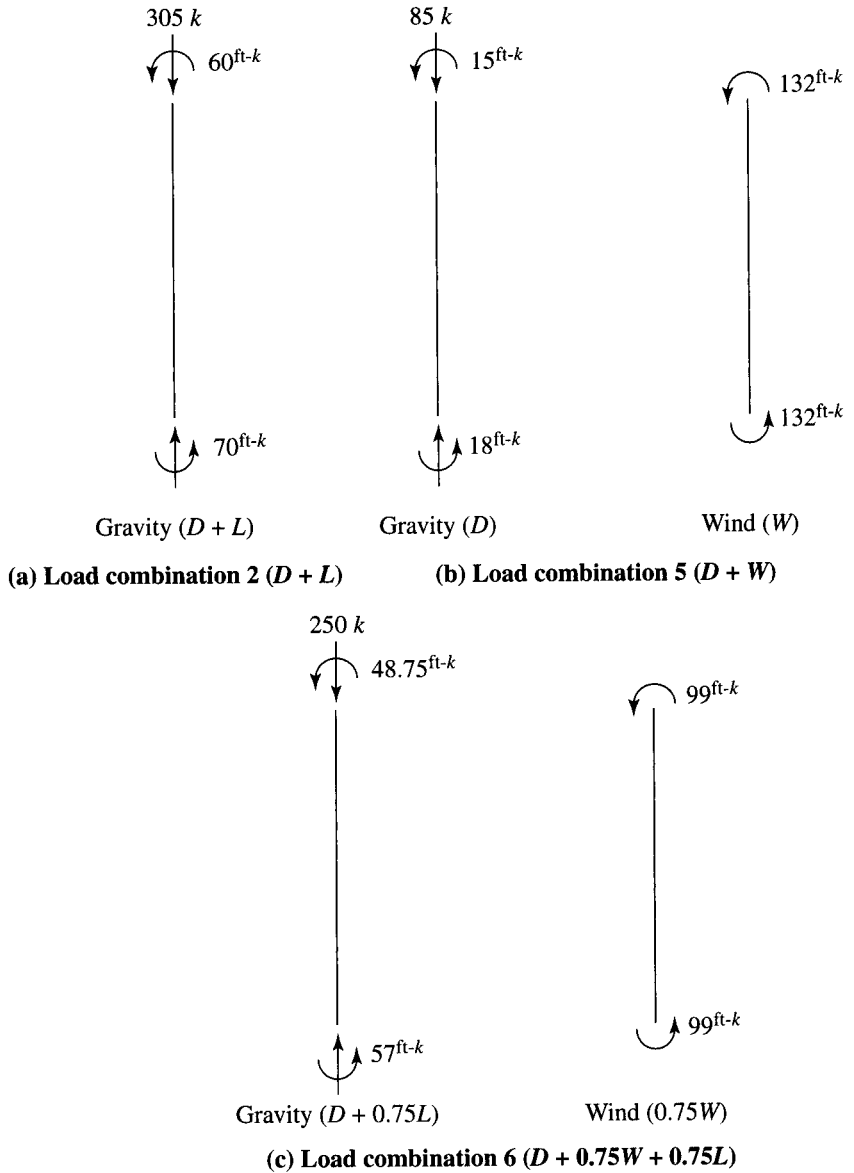 305 k
85 k
60ft-k
15ft-k
132ft-k
70ft-k
18ft-k
132ft-k
Gravity (D + L)
Gravity (D)
Wind (W)
(a) Load combination 2 (D + L)
(b) Load combination 5 (D + W)
250 k
48.75ft-k
99ft-k
57ft-k
99ft-k
Gravity (D + 0.75L)
Wind (0.75W)
(c) Load combination 6 (D + 0.75W + 0.75L)